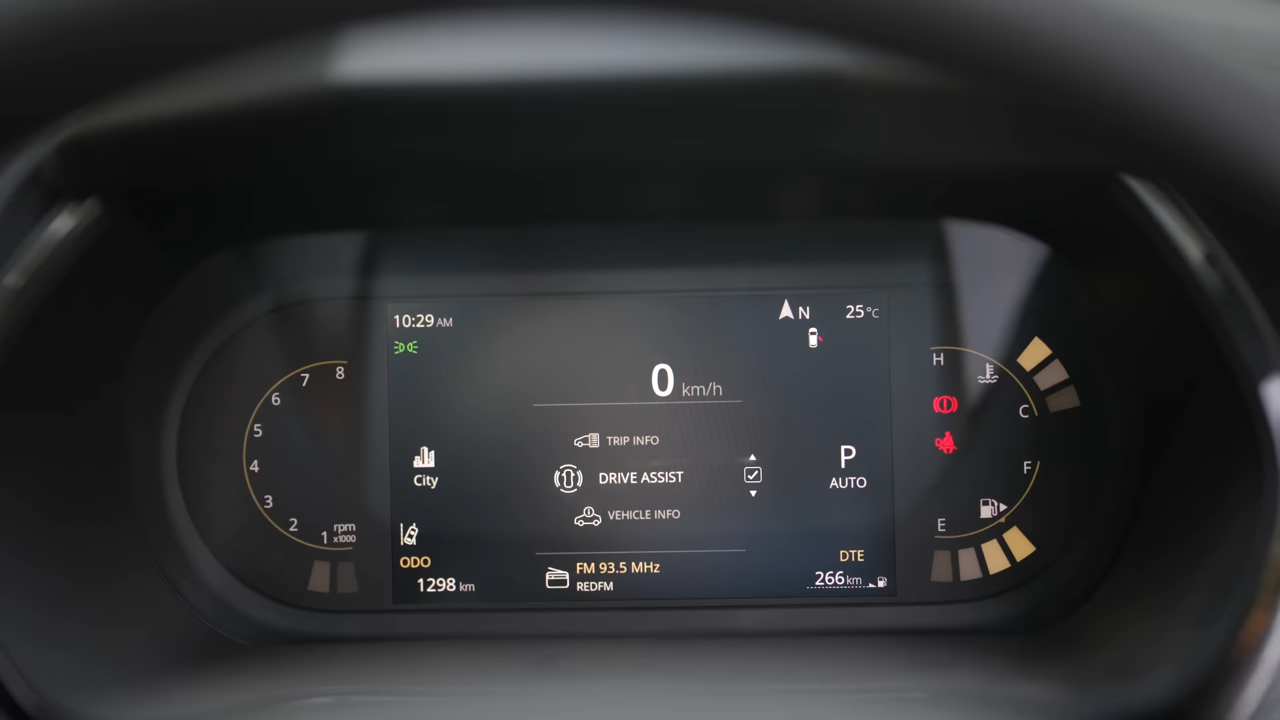 10:29 AM
N
25°C
0 km/h
8
7
6
5
4
3
2
1 rpm x1000
TRIP INFO
DRIVE ASSIST
VEHICLE INFO
City
P
AUTO
ODO
1298 km
FM 93.5 MHz
REDFM
DTE
266 km
H
C
F
E